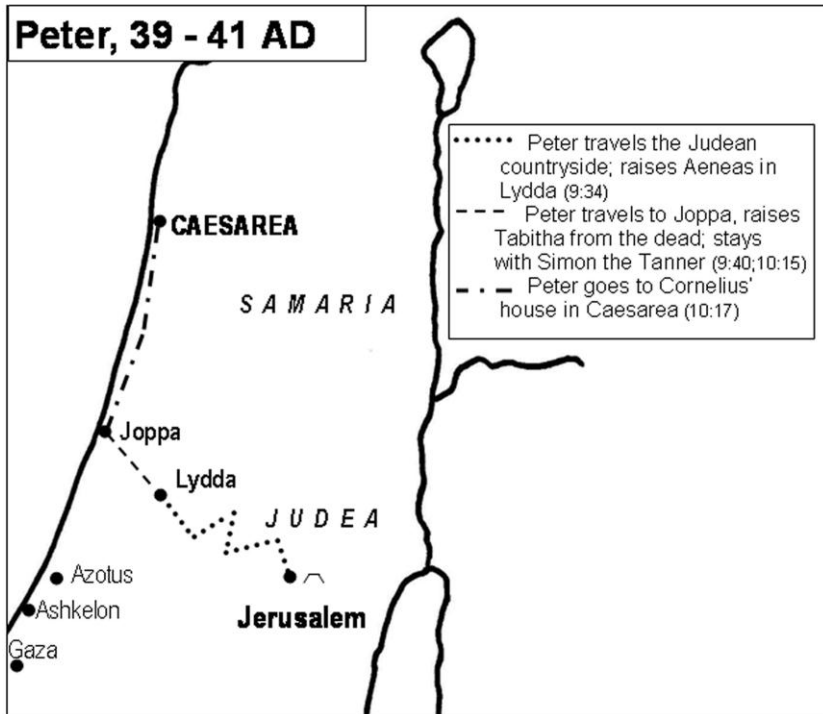 Peter, 39 - 41 AD
Peter travels the Judean
countryside; raises Aeneas in
Lydda (9:34)
Peter travels to Joppa, raises
Tabitha from the dead; stays
with Simon the Tanner (9:40;10:15)
Peter goes to Cornelius'
house in Caesarea (10:17)
CAESAREA
SAMARIA
Joppa
Lydda
JUDEA
Azotus
Ashkelon
Jerusalem
Gaza